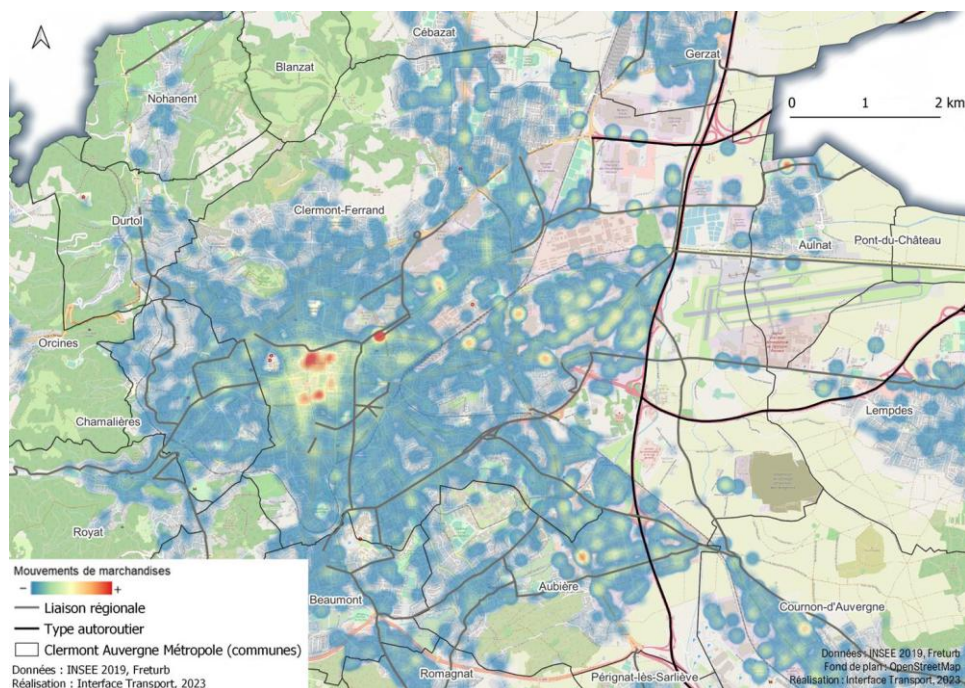 Cébazat
Gerzat
Blanzat
Nohanent
0 1 2 km
Clermont-Ferrand
Durtol
Aulnat
Pont-du-Château
Orcines
Chamalières
Lempdes
Royat
Mouvements de marchandises
- +
Liaison régionale
Type autoroutier
Clermont Auvergne Métropole (communes)
Données : INSEE 2019, Freturb
Réalisation : Interface Transport, 2023
Beaumont
Aubière
Cournon-d'Auvergne
Romagnat
Pérignat-lès-Sarliève
Données : INSEE 2019, Freturb
Fond de plan : OpenStreetMap
Réalisation : Interface Transport, 2023